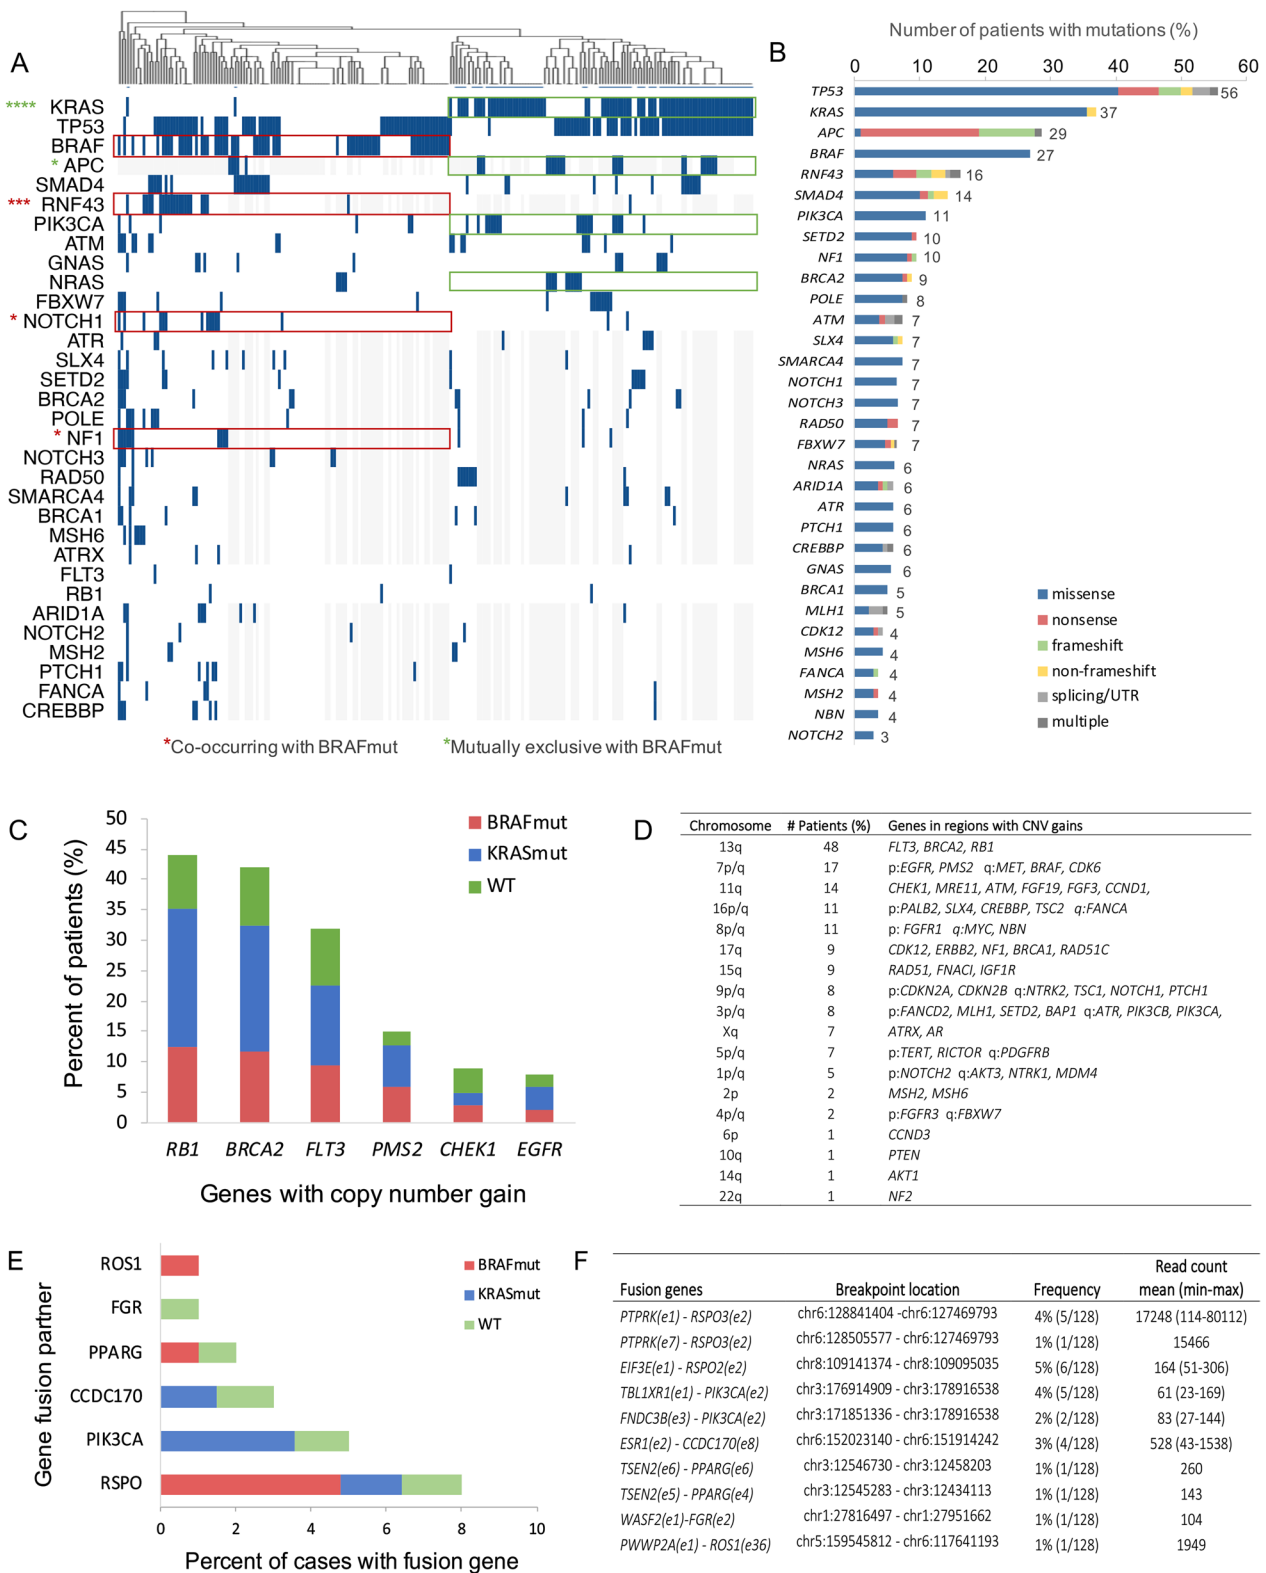 A
**** KRAS
TP53
BRAF
* APC
SMAD4
*** RNF43
PIK3CA
ATM
GNAS
NRAS
FBXW7
* NOTCH1
ATR
SLX4
SETD2
BRCA2
POLE
* NF1
NOTCH3
RAD50
SMARCA4
BRCA1
MSH6
ATRX
FLT3
RB1
ARID1A
NOTCH2
MSH2
PTCH1
FANCA
CREBBP
*Co-occurring with BRAFmut
*Mutually exclusive with BRAFmut
B
Number of patients with mutations (%)
0 10 20 30 40 50 60
TP53 56
KRAS 37
APC 29
BRAF 27
RNF43 16
SMAD4 14
PIK3CA 11
SETD2 10
NF1 10
BRCA2 9
POLE 8
ATM 7
SLX4 7
SMARCA4 7
NOTCH1 7
NOTCH3 7
RAD50 7
FBXW7 7
NRAS 6
ARID1A 6
ATR 6
PTCH1 6
CREBBP 6
GNAS 6
BRCA1 5
MLH1 5
CDK12 4
MSH6 4
FANCA 4
MSH2 4
NBN 4
NOTCH2 3
missense
nonsense
frameshift
non-frameshift
splicing/UTR
multiple
C
Percent of patients (%)
50
45
40
35
30
25
20
15
10
5
0
BRAFmut
KRASmut
WT
RB1 BRCA2 FLT3 PMS2 CHEK1 EGFR
Genes with copy number gain
D
Chromosome # Patients (%) Genes in regions with CNV gains
13q 48 FLT3, BRCA2, RB1
7p/q 17 p:EGFR, PMS2 q:MET, BRAF, CDK6
11q 14 CHEK1, MRE11, ATM, FGF19, FGF3, CCND1,
16p/q 11 p:PALB2, SLX4, CREBBP, TSC2 q:FANCA
8p/q 11 p: FGFR1 q:MYC, NBN
17q 9 CDK12, ERBB2, NF1, BRCA1, RAD51C
15q 9 RAD51, FNACI, IGF1R
9p/q 8 p:CDKN2A, CDKN2B q:NTRK2, TSC1, NOTCH1, PTCH1
3p/q 8 p:FANCD2, MLH1, SETD2, BAP1 q:ATR, PIK3CB, PIK3CA,
Xq 7 ATRX, AR
5p/q 7 p:TERT, RICTOR q:PDGFRB
1p/q 5 p:NOTCH2 q:AKT3, NTRK1, MDM4
2p 2 MSH2, MSH6
4p/q 2 p:FGFR3 q:FBXW7
6p 1 CCND3
10q 1 PTEN
14q 1 AKT1
22q 1 NF2
E
Gene fusion partner
ROS1
FGR
PPARG
CCDC170
PIK3CA
RSPO
BRAFmut
KRASmut
WT
0 2 4 6 8 10
Percent of cases with fusion gene
F
Fusion genes Breakpoint location Frequency Read count mean (min-max)
PTPRK(e1) - RSPO3(e2) chr6:128841404 - chr6:127469793 4% (5/128) 17248 (114-80112)
PTPRK(e7) - RSPO3(e2) chr6:128505577 - chr6:127469793 1% (1/128) 15466
EIF3E(e1) - RSPO2(e2) chr8:109141374 - chr8:109095035 5% (6/128) 164 (51-306)
TBL1XR1(e1) - PIK3CA(e2) chr3:176914909 - chr3:178916538 4% (5/128) 61 (23-169)
FNDC3B(e3) - PIK3CA(e2) chr3:171851336 - chr3:178916538 2% (2/128) 83 (27-144)
ESR1(e2) - CCDC170(e8) chr6:152023140 - chr6:151914242 3% (4/128) 528 (43-1538)
TSEN2(e6) - PPARG(e6) chr3:12546730 - chr3:12458203 1% (1/128) 260
TSEN2(e5) - PPARG(e4) chr3:12545283 - chr3:12434113 1% (1/128) 143
WASF2(e1)-FGR(e2) chr1:27816497 - chr1:27951662 1% (1/128) 104
PWWP2A(e1) - ROS1(e36) chr5:159545812 - chr6:117641193 1% (1/128) 1949